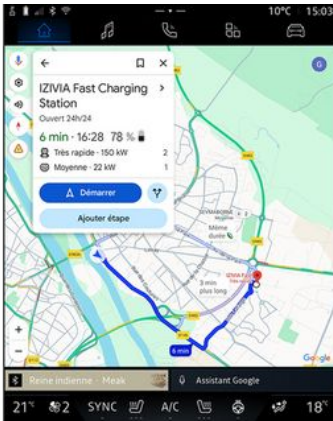 10°C 15:03
IZIVIA Fast Charging
Station
Ouvert 24h/24
6 min · 16:28 78 %
Très rapide · 150 kW 2
Moyenne · 22 kW 1
Démarrer
Ajouter étape
G
Même
durée
3 min
plus long
6 min
Google
Reine indienne · Meak
Assistant Google
21° 2 SYNC A/C 18°